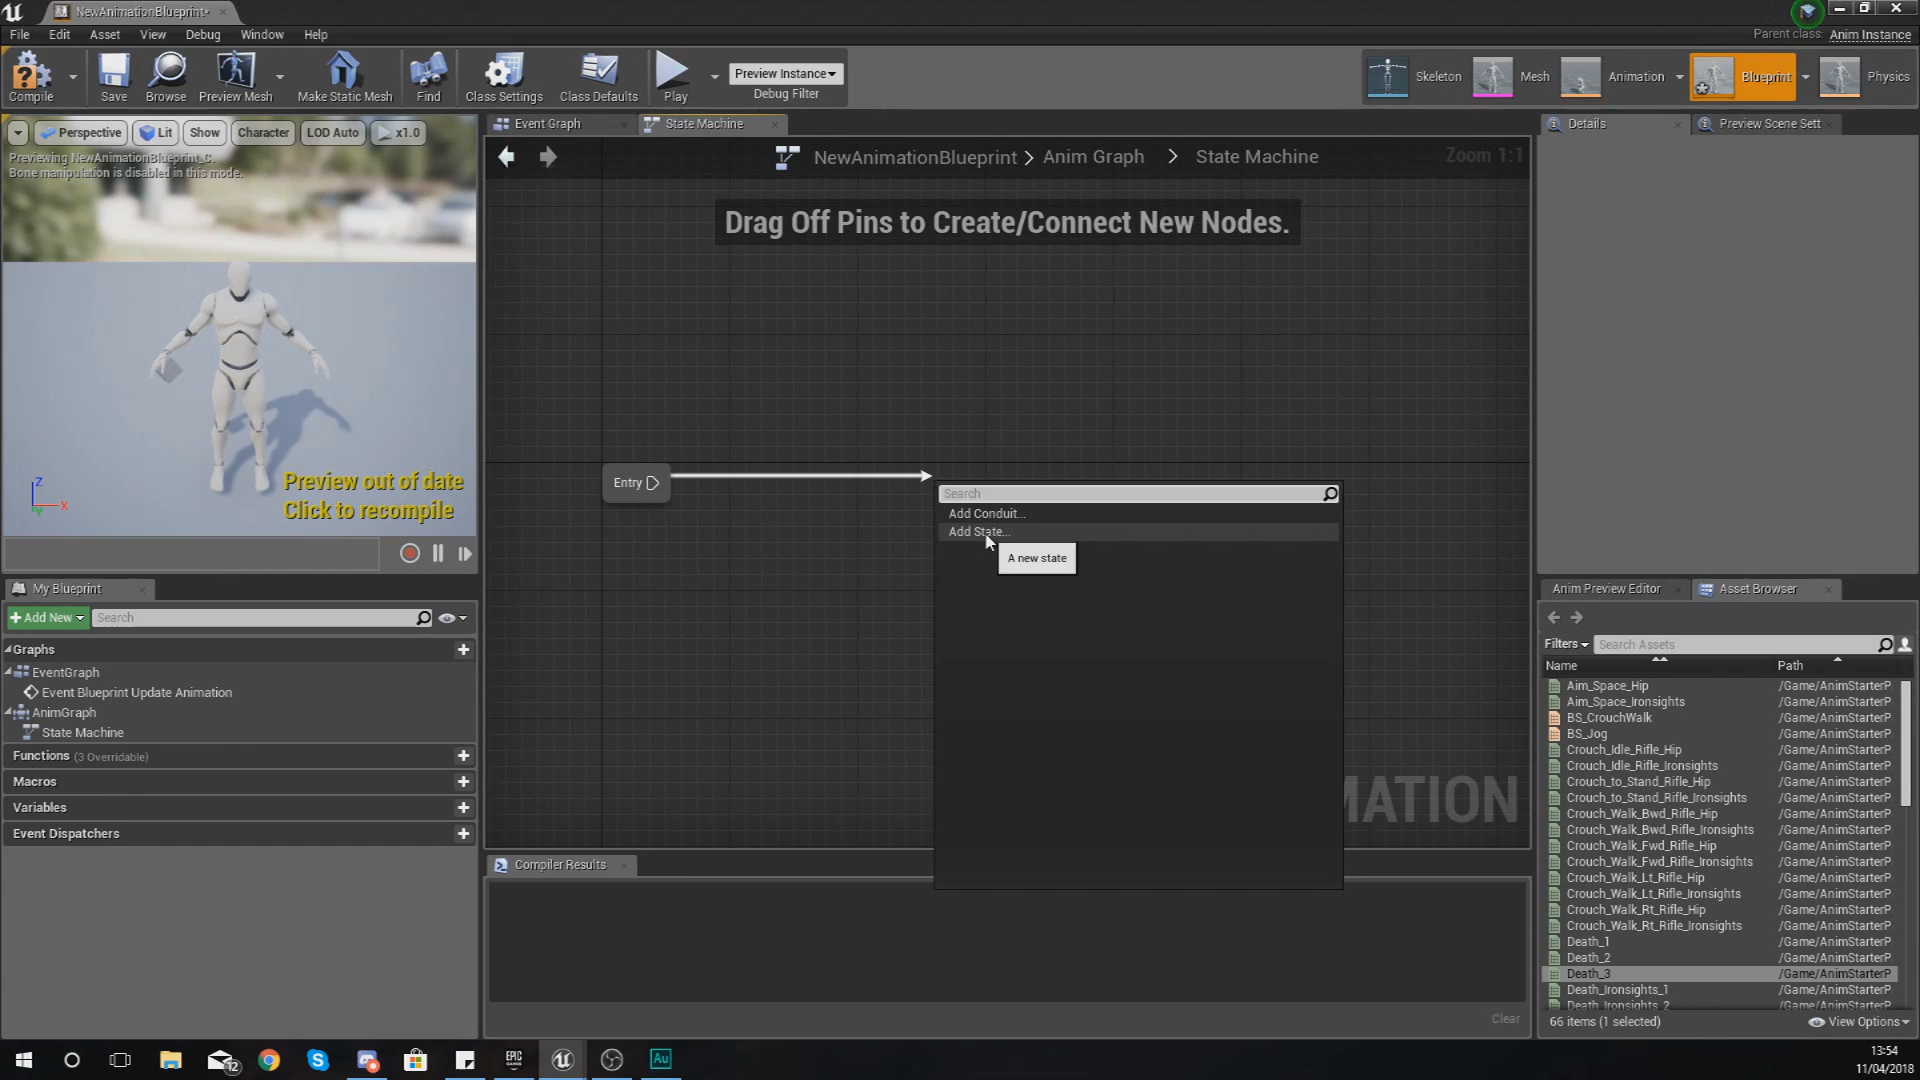 NewAnimationBlueprint*
File Edit Asset View Debug Window Help
Parent class: Anim Instance
Compile Save Browse Preview Mesh Make Static Mesh Find Class Settings Class Defaults Play
Preview Instance
Debug Filter
Skeleton Mesh Animation Blueprint Physics
Perspective Lit Show Character LOD Auto x1.0
Previewing NewAnimationBlueprint_C.
Bone manipulation is disabled in this mode.
Z
X
Y
Preview out of date
Click to recompile
Event Graph State Machine
NewAnimationBlueprint > Anim Graph > State Machine
Zoom 1:1
Drag Off Pins to Create/Connect New Nodes.
Entry
Search
Add Conduit...
Add State...
A new state
MATION
Compiler Results
Clear
My Blueprint
Add New Search
Graphs
EventGraph
Event Blueprint Update Animation
AnimGraph
State Machine
Functions (3 Overridable)
Macros
Variables
Event Dispatchers
Details Preview Scene Sett
Anim Preview Editor Asset Browser
Filters Search Assets
Name Path
Aim_Space_Hip /Game/AnimStarterP
Aim_Space_Ironsights /Game/AnimStarterP
BS_CrouchWalk /Game/AnimStarterP
BS_Jog /Game/AnimStarterP
Crouch_Idle_Rifle_Hip /Game/AnimStarterP
Crouch_Idle_Rifle_Ironsights /Game/AnimStarterP
Crouch_to_Stand_Rifle_Hip /Game/AnimStarterP
Crouch_to_Stand_Rifle_Ironsights /Game/AnimStarterP
Crouch_Walk_Bwd_Rifle_Hip /Game/AnimStarterP
Crouch_Walk_Bwd_Rifle_Ironsights /Game/AnimStarterP
Crouch_Walk_Fwd_Rifle_Hip /Game/AnimStarterP
Crouch_Walk_Fwd_Rifle_Ironsights /Game/AnimStarterP
Crouch_Walk_Lt_Rifle_Hip /Game/AnimStarterP
Crouch_Walk_Lt_Rifle_Ironsights /Game/AnimStarterP
Crouch_Walk_Rt_Rifle_Hip /Game/AnimStarterP
Crouch_Walk_Rt_Rifle_Ironsights /Game/AnimStarterP
Death_1 /Game/AnimStarterP
Death_2 /Game/AnimStarterP
Death_3 /Game/AnimStarterP
Death_Ironsights_1 /Game/AnimStarterP
Death_Ironsights_2 /Game/AnimStarterP
66 items (1 selected) View Options
12
EPIC GAMES
Au
13:54
11/04/2018